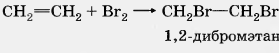 CH₂=CH₂ + Br₂ → CH₂Br—CH₂Br
1,2-дибромэтан